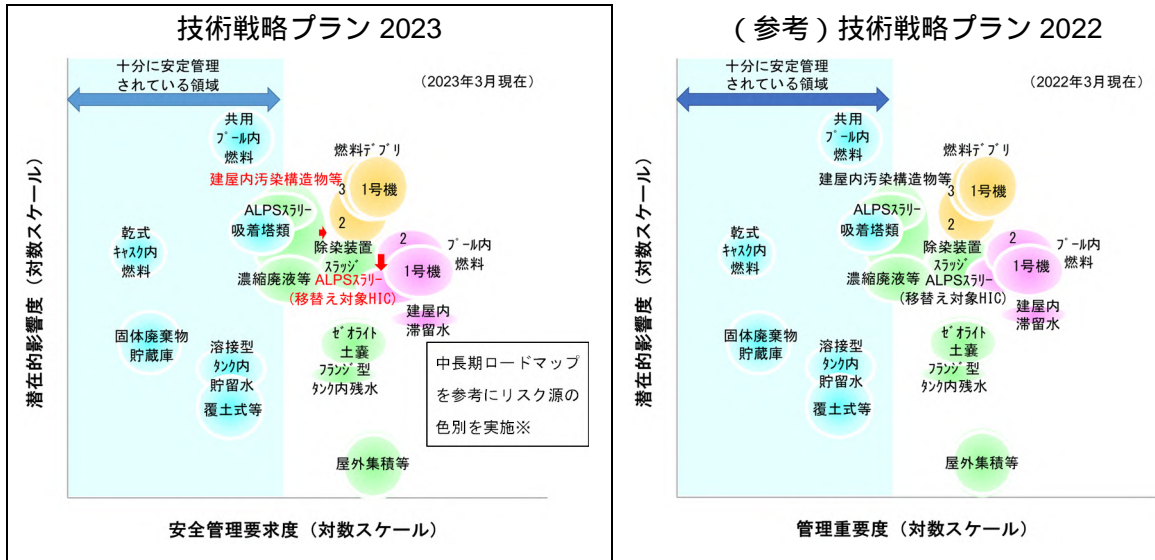 技術戦略プラン 2023
十分に安定管理
されている領域
(2023年3月現在)
共用
プール内
燃料
燃料デブリ
建屋内汚染構造物等
3
1号機
ALPSスラリー
2
吸着塔類
乾式
キャスク内
燃料
除染装置
スラッジ
2
プール内
燃料
1号機
濃縮廃液等
ALPSスラリー
(移替え対象HIC)
建屋内
滞留水
固体廃棄物
貯蔵庫
溶接型
タンク内
貯留水
覆土式等
ゼオライト
土嚢
フランジ型
タンク内残水
中長期ロードマップ
を参考にリスク源の
色別を実施※
屋外集積等
潜在的影響度(対数スケール)
安全管理要求度(対数スケール)
(参考)技術戦略プラン 2022
十分に安定管理
されている領域
(2022年3月現在)
共用
プール内
燃料
燃料デブリ
建屋内汚染構造物等
3
1号機
ALPSスラリー
2
吸着塔類
乾式
キャスク内
燃料
除染装置
スラッジ
2
プール内
燃料
1号機
濃縮廃液等
ALPSスラリー
(移替え対象HIC)
建屋内
滞留水
固体廃棄物
貯蔵庫
溶接型
タンク内
貯留水
覆土式等
ゼオライト
土嚢
フランジ型
タンク内残水
屋外集積等
潜在的影響度(対数スケール)
管理重要度(対数スケール)